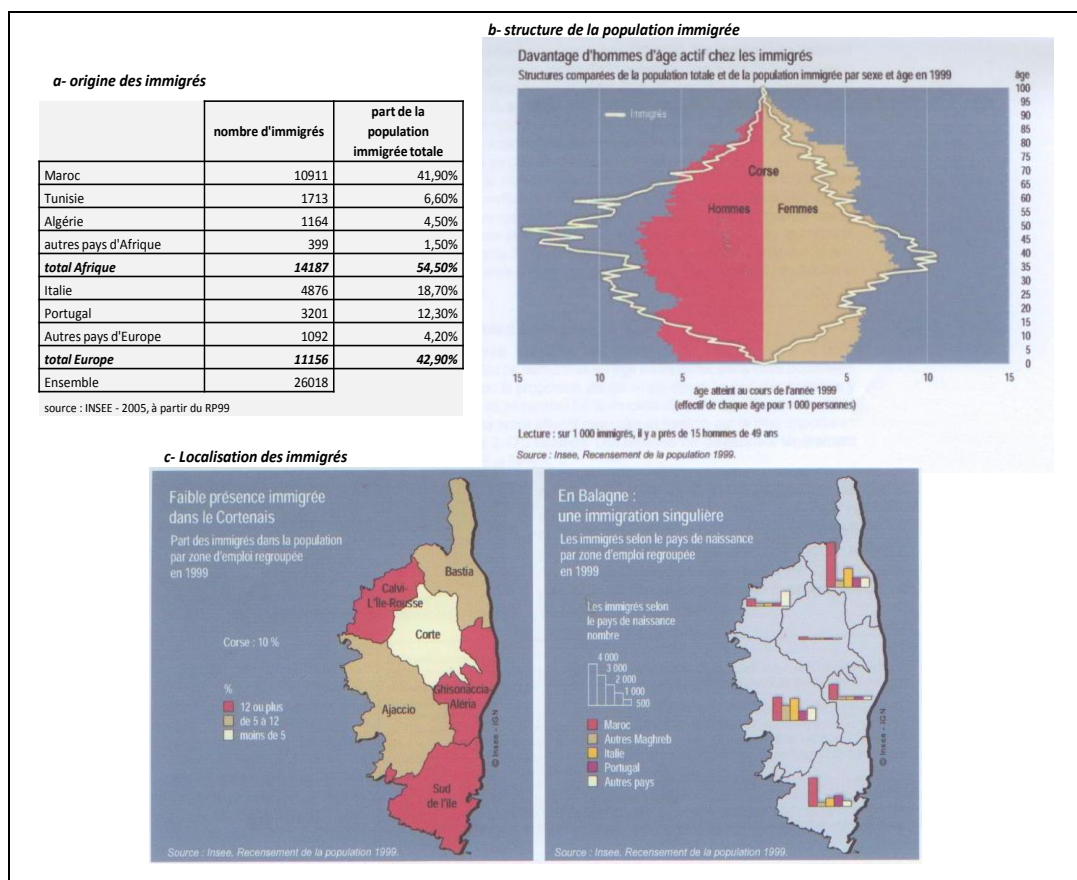 b- structure de la population immigrée
a- origine des immigrés
nombre d'immigrés
part de la population immigrée totale
Maroc 10911 41,90%
Tunisie 1713 6,60%
Algérie 1164 4,50%
autres pays d'Afrique 399 1,50%
total Afrique 14187 54,50%
Italie 4876 18,70%
Portugal 3201 12,30%
Autres pays d'Europe 1092 4,20%
total Europe 11156 42,90%
Ensemble 26018
source : INSEE - 2005, à partir du RP99
Davantage d'hommes d'âge actif chez les immigrés
Structures comparées de la population totale et de la population immigrée par sexe et âge en 1999
âge
100
95
90
85
80
75
70
65
60
55
50
45
40
35
30
25
20
15
10
5
0
Immigrés
Corse
Hommes Femmes
15 10 5 5 10 15
âge atteint au cours de l'année 1999
(effectif de chaque âge pour 1 000 personnes)
Lecture : sur 1 000 immigrés, il y a près de 15 hommes de 49 ans
Source : Insee, Recensement de la population 1999.
c- Localisation des immigrés
Faible présence immigrée
dans le Cortenais
Part des immigrés dans la population
par zone d'emploi regroupée
en 1999
Corse : 10 %
%
12 ou plus
de 5 à 12
moins de 5
Bastia
Calvi-
L'Île-Rousse
Corte
Ghisonaccia-
Aléria
Ajaccio
Sud
de l'île
© Insee - IGN
Source : Insee, Recensement de la population 1999.
En Balagne :
une immigration singulière
Les immigrés selon le pays de naissance
par zone d'emploi regroupée
en 1999
Les immigrés selon
le pays de naissance
nombre
4 000
3 000
2 000
1 000
500
Maroc
Autres Maghreb
Italie
Portugal
Autres pays
© Insee - IGN
Source : Insee, Recensement de la population 1999.